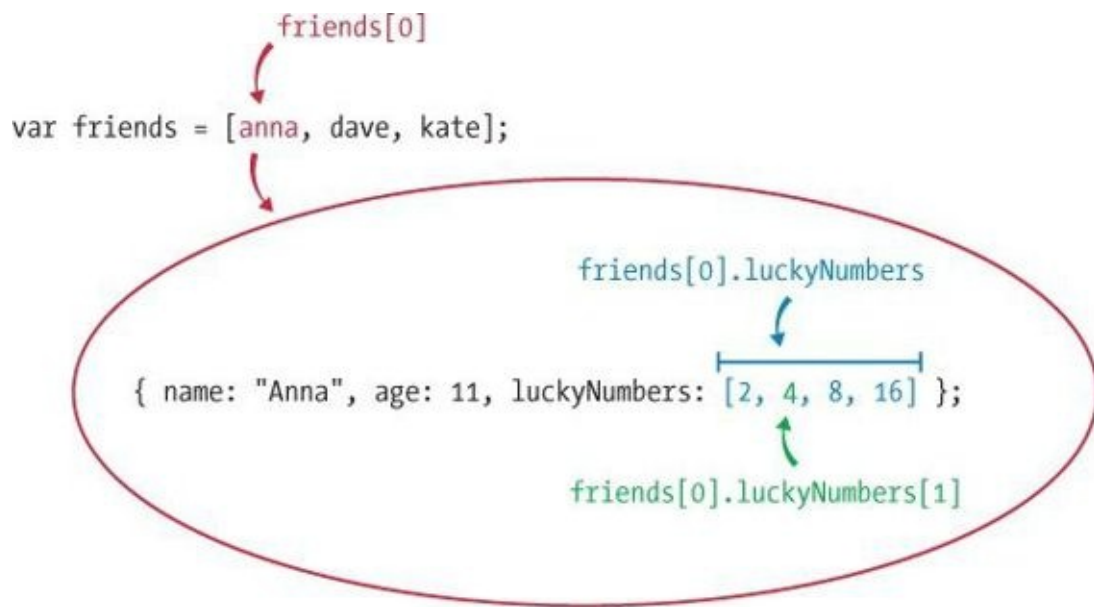 friends[0]
var friends = [anna, dave, kate];
friends[0].luckyNumbers
{ name: "Anna", age: 11, luckyNumbers: [2, 4, 8, 16] };
friends[0].luckyNumbers[1]